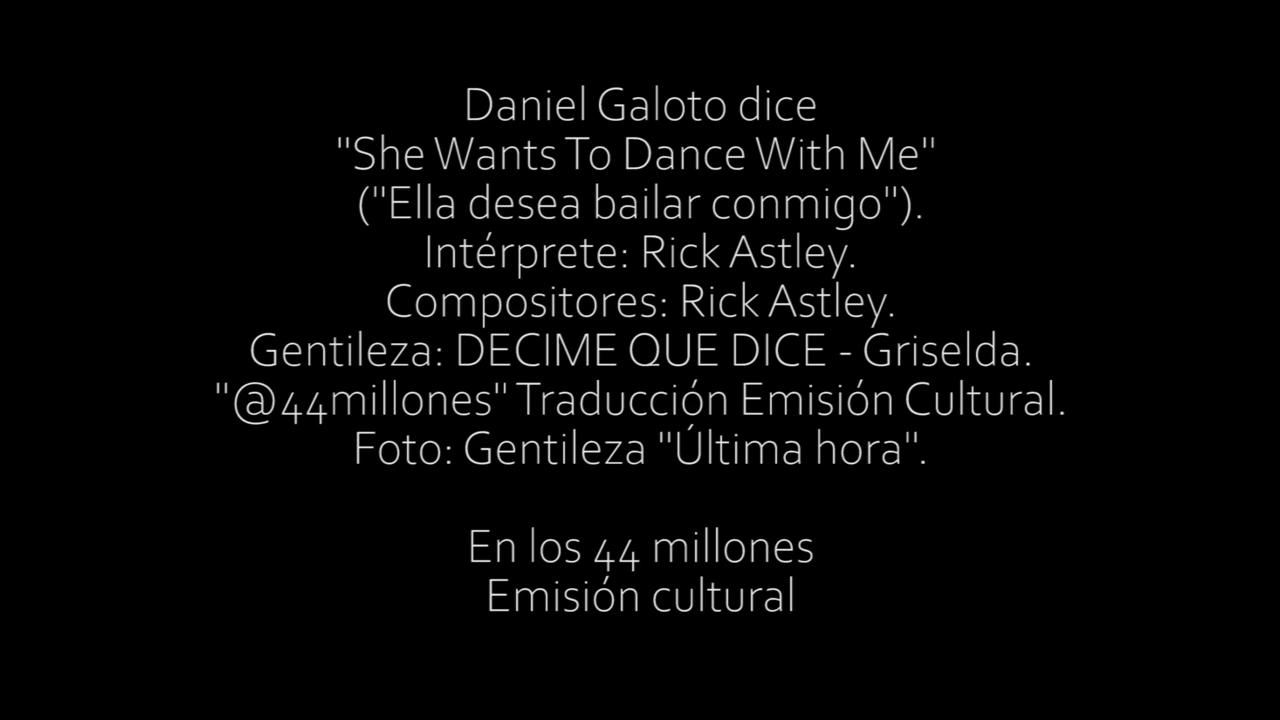 Daniel Galoto dice
"She Wants To Dance With Me"
("Ella desea bailar conmigo").
Intérprete: Rick Astley.
Compositores: Rick Astley.
Gentileza: DECIME QUE DICE - Griselda.
"@44millones" Traducción Emisión Cultural.
Foto: Gentileza "Última hora".
En los 44 millones
Emisión cultural